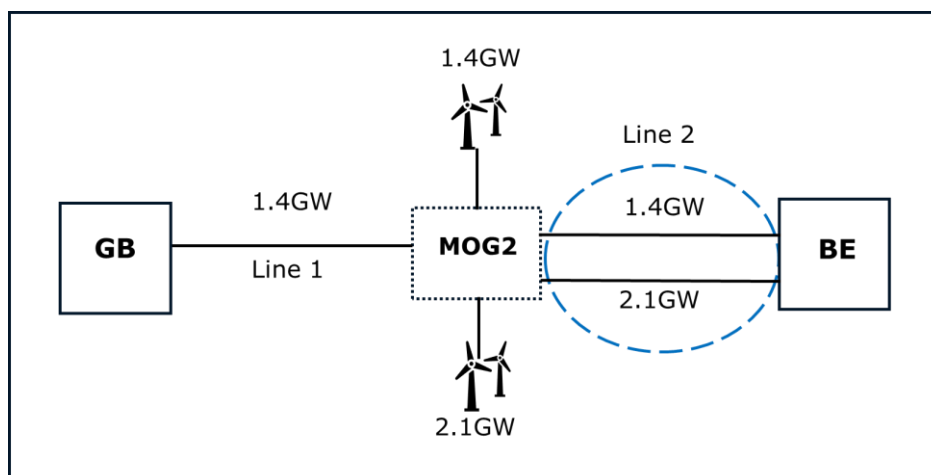 1.4GW
Line 2
1.4GW
1.4GW
GB
MOG2
BE
Line 1
2.1GW
2.1GW